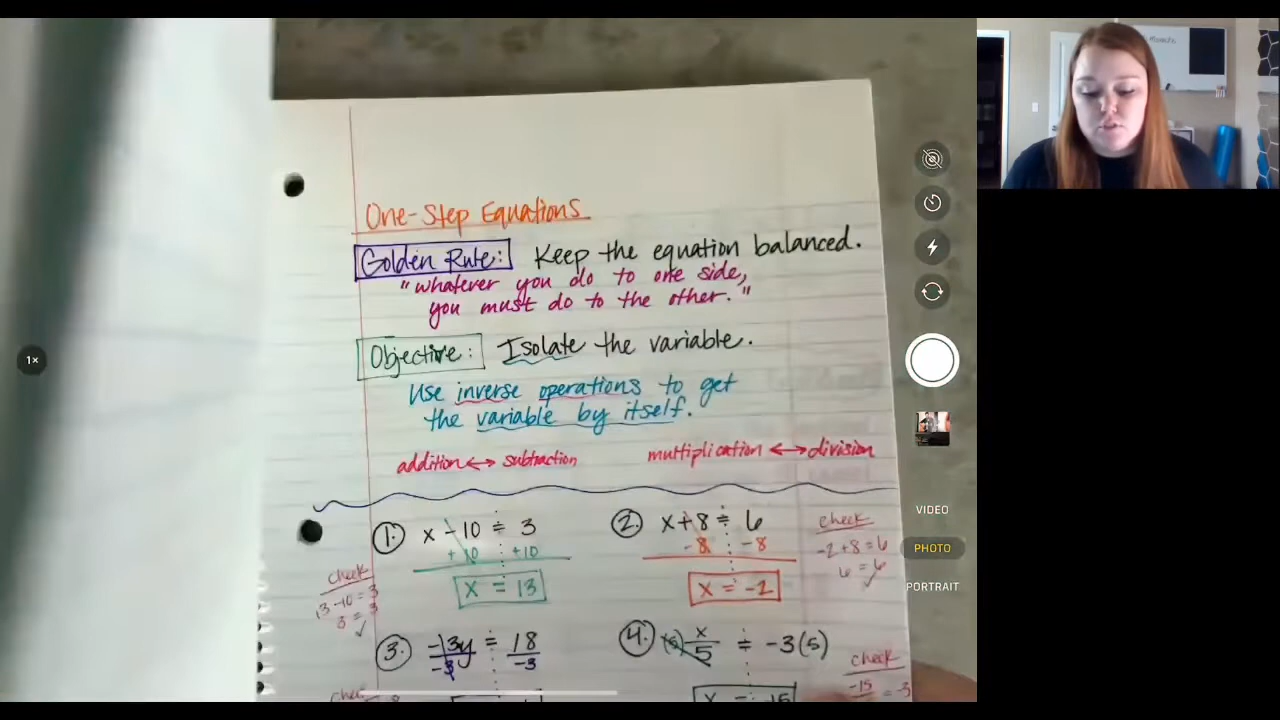 One-Step Equations
Golden Rule: Keep the equation balanced.
"whatever you do to one side,
you must do to the other."
Objective: Isolate the variable.
Use inverse operations to get
the variable by itself.
addition ↔ subtraction multiplication ↔ division
1. x - 10 = 3
+10 +10
x = 13
check
13 - 10 = 3
3 = 3
✓
2. x + 8 = 6
-8 -8
x = -2
check
-2 + 8 = 6
6 = 6
✓
3. -3y = 18
-3 -3
check
4. (5) x/5 = -3(5)
x = -15
check
-15 = -3
1×
VIDEO
PHOTO
PORTRAIT